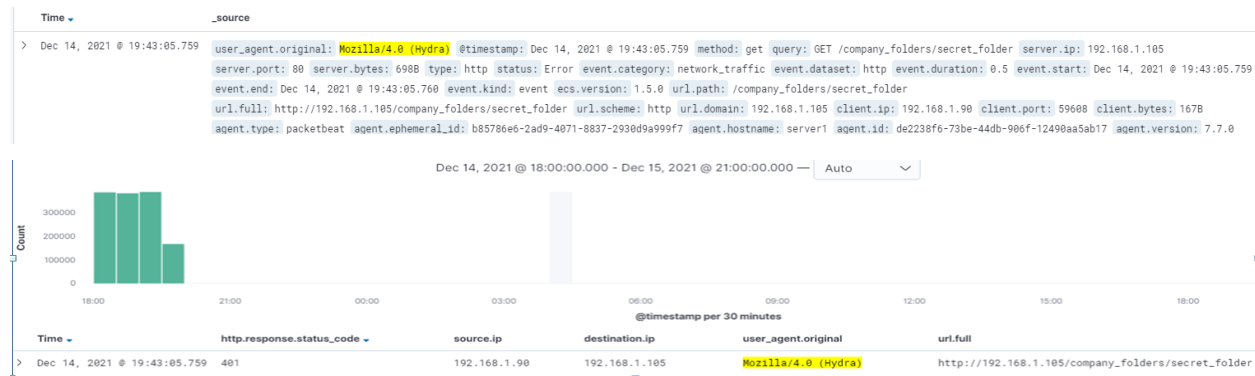 Time _source
Dec 14, 2021 @ 19:43:05.759 user_agent.original: Mozilla/4.0 (Hydra) @timestamp: Dec 14, 2021 @ 19:43:05.759 method: get query: GET /company_folders/secret_folder server.ip: 192.168.1.105
server.port: 80 server.bytes: 698B type: http status: Error event.category: network_traffic event.dataset: http event.duration: 0.5 event.start: Dec 14, 2021 @ 19:43:05.759
event.end: Dec 14, 2021 @ 19:43:05.760 event.kind: event ecs.version: 1.5.0 url.path: /company_folders/secret_folder
url.full: http://192.168.1.105/company_folders/secret_folder url.scheme: http url.domain: 192.168.1.105 client.ip: 192.168.1.90 client.port: 59608 client.bytes: 167B
agent.type: packetbeat agent.ephemeral_id: b85786e6-2ad9-4071-8837-2930d9a999f7 agent.hostname: server1 agent.id: de2238f6-73be-44db-906f-12490aa5ab17 agent.version: 7.7.0
Dec 14, 2021 @ 18:00:00.000 - Dec 15, 2021 @ 21:00:00.000 — Auto
Count
300000
200000
100000
0
18:00 21:00 00:00 03:00 06:00 09:00 12:00 15:00 18:00
@timestamp per 30 minutes
Time http.response.status_code source.ip destination.ip user_agent.original url.full
Dec 14, 2021 @ 19:43:05.759 401 192.168.1.90 192.168.1.105 Mozilla/4.0 (Hydra) http://192.168.1.105/company_folders/secret_folder